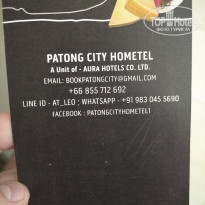 TopHotels
PATONG CITY HOMETEL
A Unit of - AURA HOTELS CO. LTD.
EMAIL: BOOKPATONGCITY@GMAIL.COM
+66 855 712 692
LINE ID - AT_LEO ; WHATSAPP - +91 983 045 5690
FACEBOOK : PATONGCITYHOMETEL1